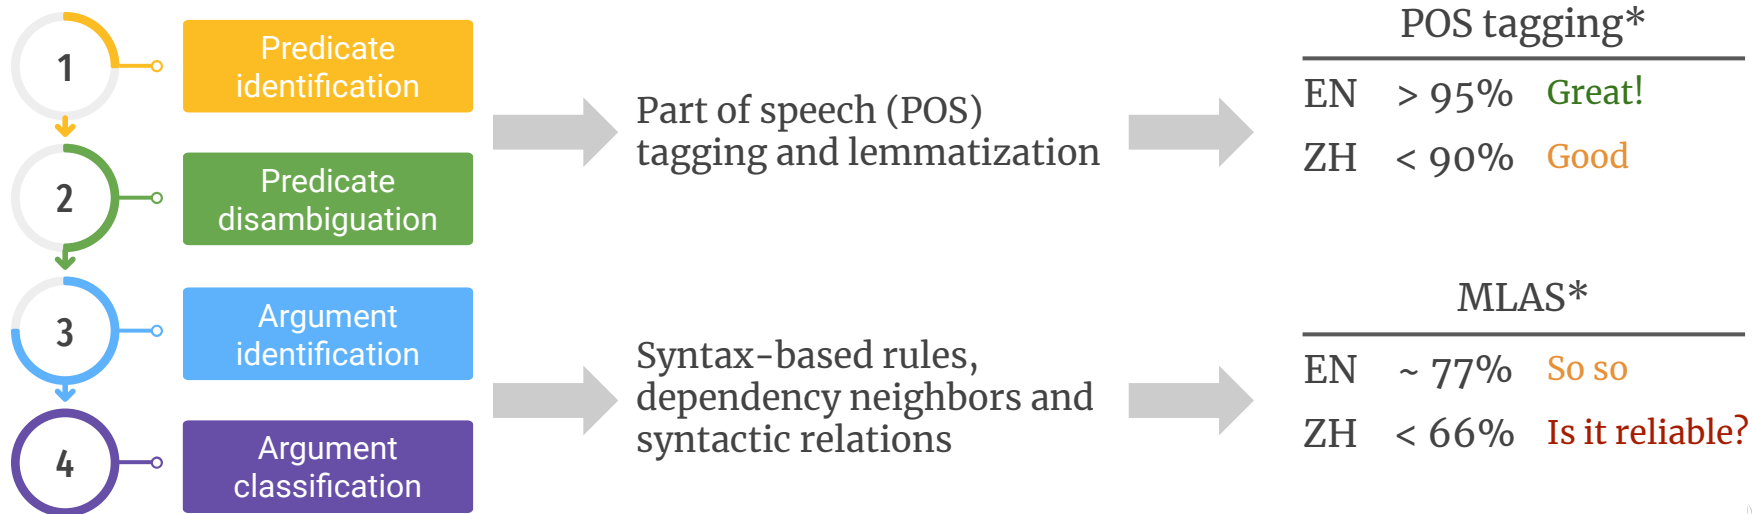 1
Predicate
identification
2
Predicate
disambiguation
3
Argument
identification
4
Argument
classification
Part of speech (POS)
tagging and lemmatization
Syntax-based rules,
dependency neighbors and
syntactic relations
POS tagging*
EN > 95% Great!
ZH < 90% Good
MLAS*
EN ~ 77% So so
ZH < 66% Is it reliable?